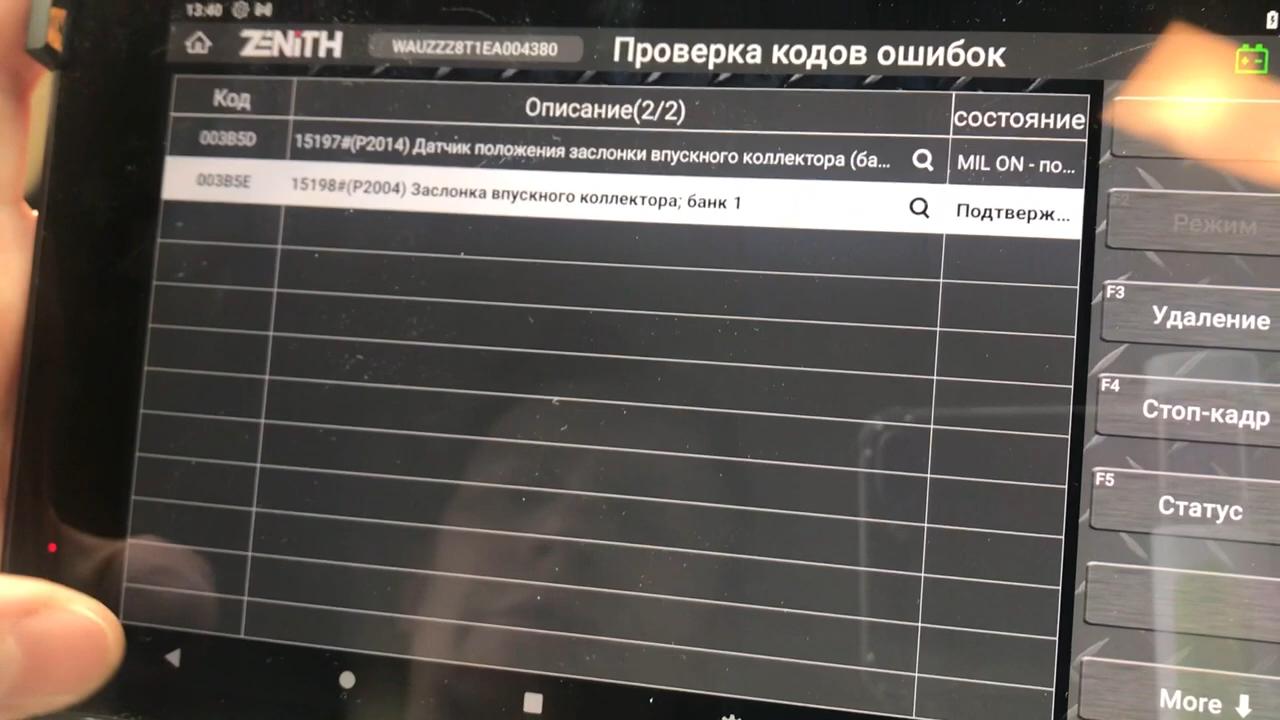 13:40
ZENITH
WAUZZZ8T1EA004380
Проверка кодов ошибок
Код
Описание(2/2)
состояние
003B5D
15197#(P2014) Датчик положения заслонки впускного коллектора (ба...
MIL ON - по...
003B5E
15198#(P2004) Заслонка впускного коллектора; банк 1
Подтверж...
F2
Режим
F3
Удаление
F4
Стоп-кадр
F5
Статус
More